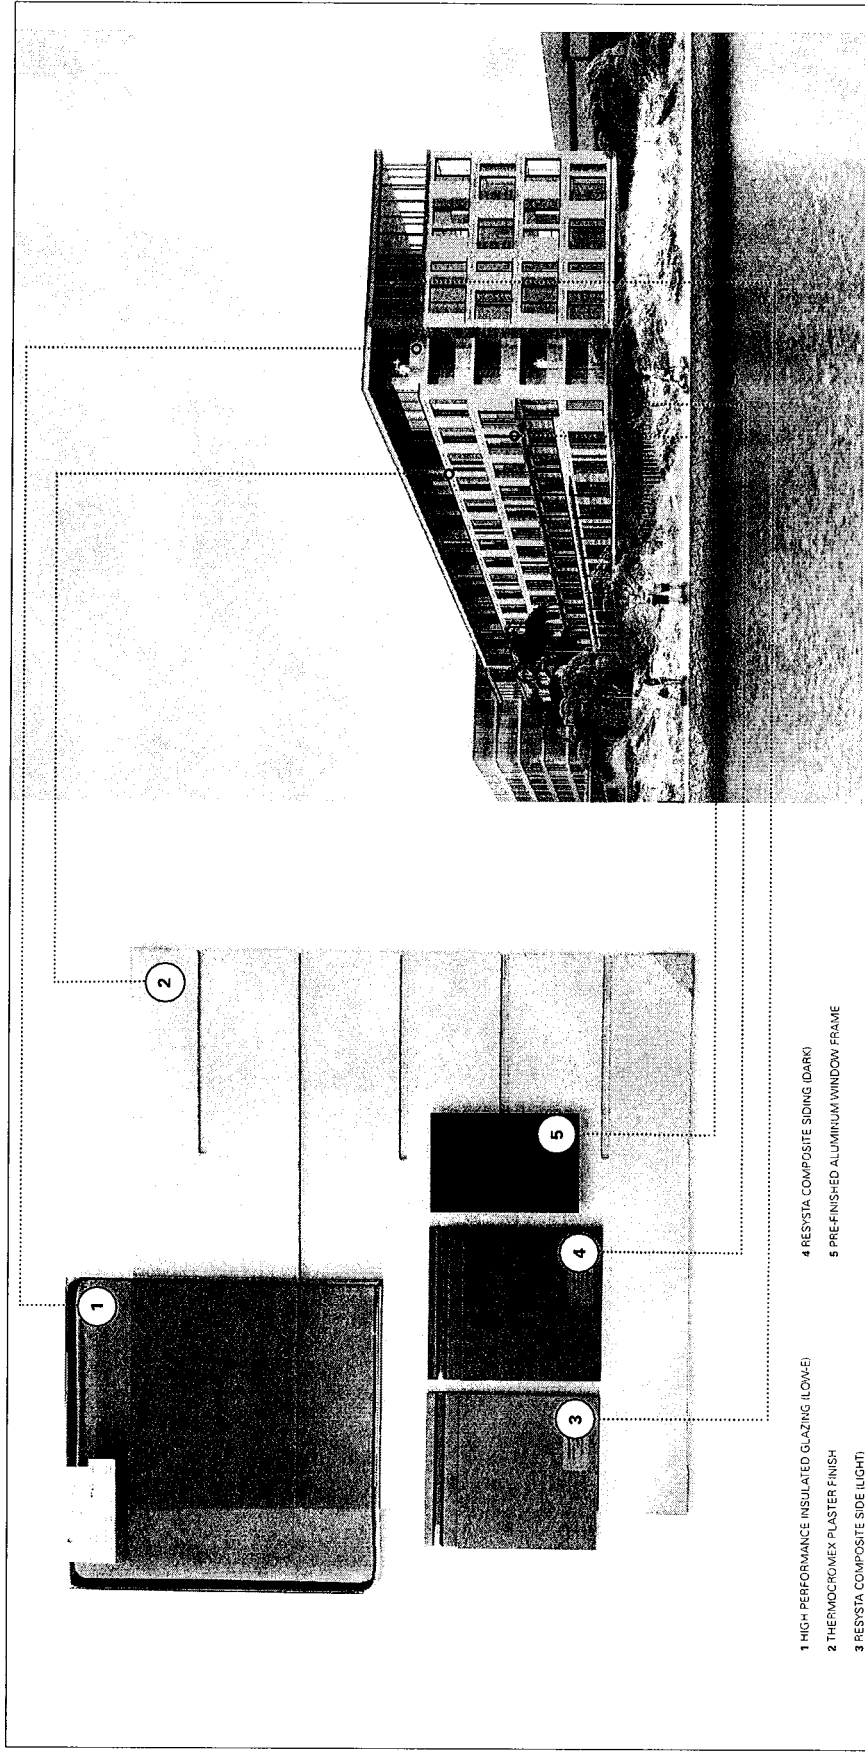 1
2
3
4
5
1 HIGH PERFORMANCE INSULATED GLAZING (LOW-E)
2 THERMOCROMEX PLASTER FINISH
3 RESYSTA COMPOSITE SIDE (LIGHT)
4 RESYSTA COMPOSITE SIDING (DARK)
5 PRE-FINISHED ALUMINUM WINDOW FRAME